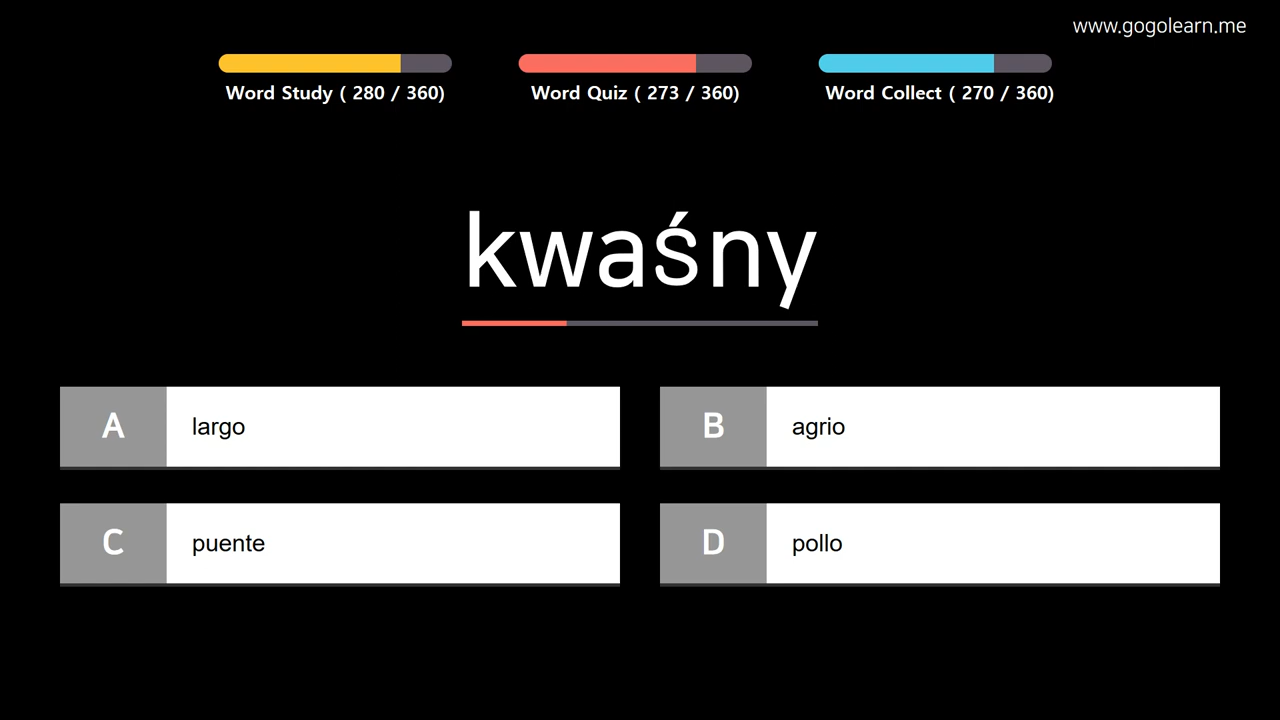 www.gogolearn.me
Word Study ( 280 / 360)
Word Quiz ( 273 / 360)
Word Collect ( 270 / 360)
kwaśny
A
largo
B
agrio
C
puente
D
pollo